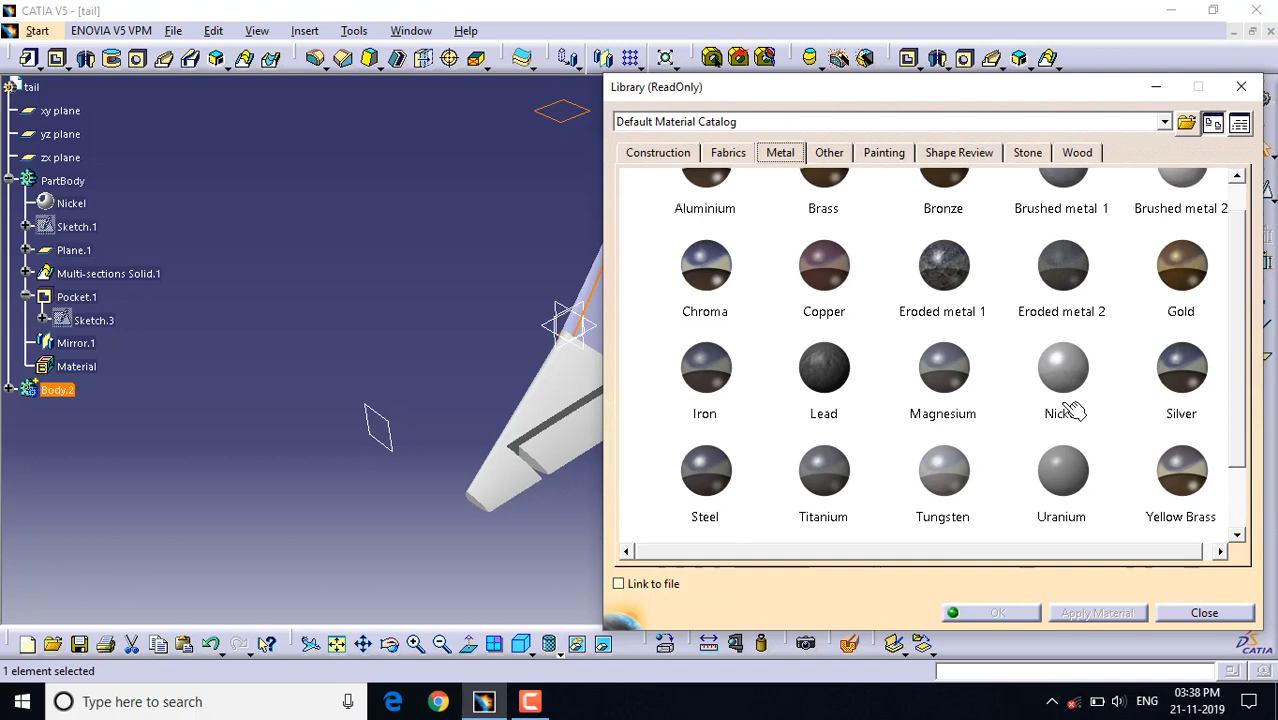 CATIA V5 - [tail]
Start ENOVIA V5 VPM File Edit View Insert Tools Window Help
tail
xy plane
yz plane
zx plane
PartBody
Nickel
Sketch.1
Plane.1
Multi-sections Solid.1
Pocket.1
Sketch.3
Mirror.1
Material
Body.2
Library (ReadOnly)
Default Material Catalog
Construction Fabrics Metal Other Painting Shape Review Stone Wood
Aluminium Brass Bronze Brushed metal 1 Brushed metal 2
Chroma Copper Eroded metal 1 Eroded metal 2 Gold
Iron Lead Magnesium Nickel Silver
Steel Titanium Tungsten Uranium Yellow Brass
Link to file
OK Apply Material Close
CATIA
1 element selected
Type here to search
ENG
03:38 PM
21-11-2019